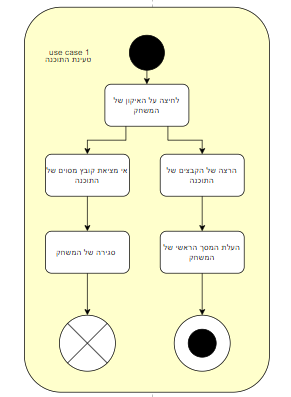 use case 1
טעינת התוכנה
לחיצה על האיקון של
המשחק
אי מציאת קובץ מסוים של
התוכנה
הרצה של הקבצים של
התוכנה
סגירה של המשחק
העלת המסך הראשי של
המשחק